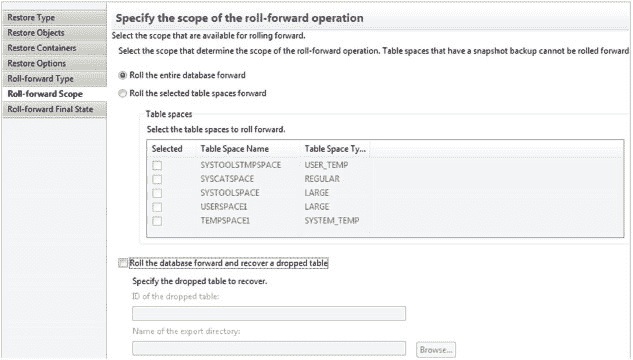 Restore Type
Restore Objects
Restore Containers
Restore Options
Roll-forward Type
Roll-forward Scope
Roll-forward Final State
Specify the scope of the roll-forward operation
Select the scope that are available for rolling forward.
Select the scope that determine the scope of the roll-forward operation. Table spaces that have a snapshot backup cannot be rolled forward
Roll the entire database forward
Roll the selected table spaces forward
Table spaces
Select the table spaces to roll forward.
Selected Table Space Name Table Space Ty...
SYSTOOLSTMPSPACE USER_TEMP
SYSCATSPACE REGULAR
SYSTOOLSPACE LARGE
USERSPACE1 LARGE
TEMPSPACE1 SYSTEM_TEMP
Roll the database forward and recover a dropped table
Specify the dropped table to recover.
ID of the dropped table:
Name of the export directory:
Browse...